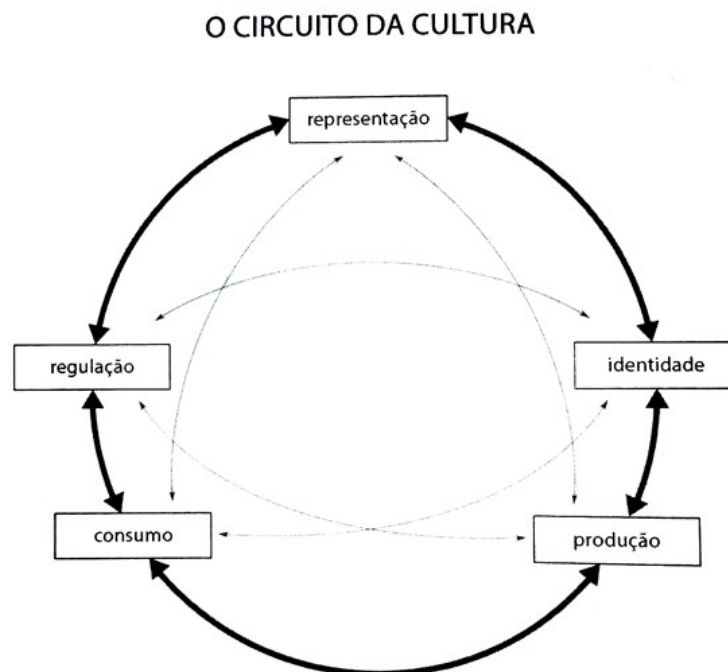 O CIRCUITO DA CULTURA
representação
regulação
identidade
consumo
produção